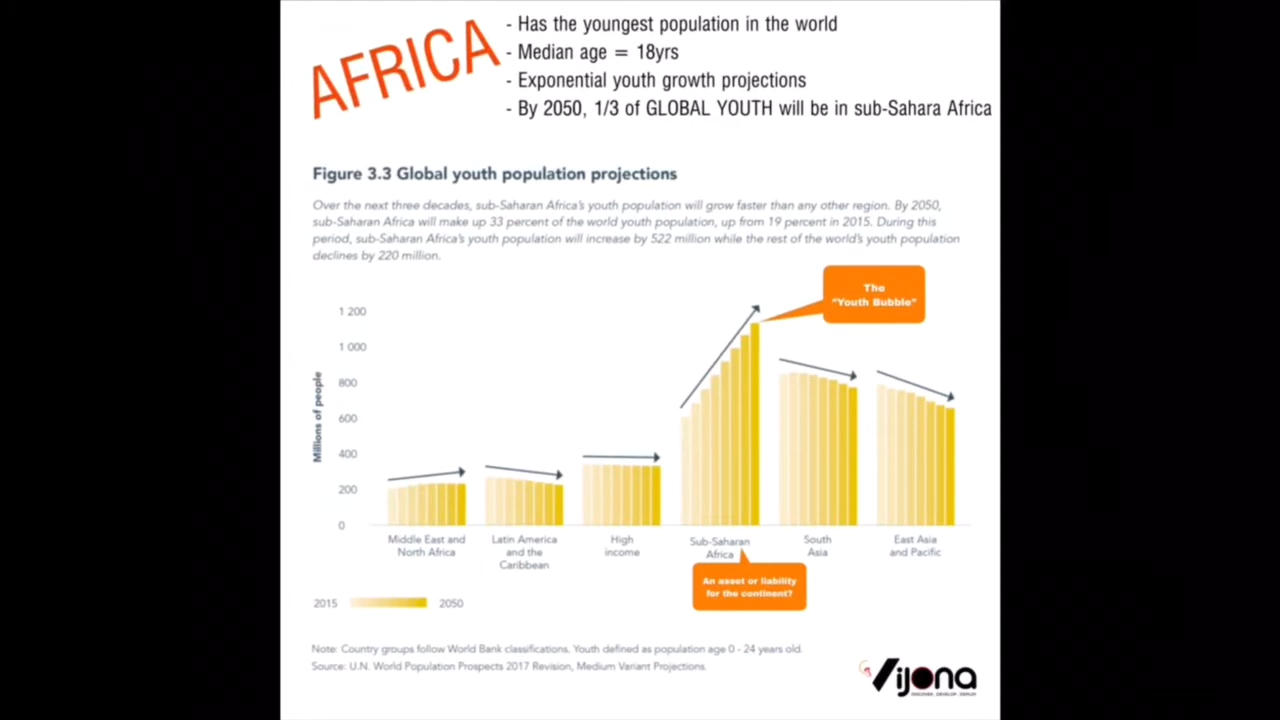 AFRICA
- Has the youngest population in the world
- Median age = 18yrs
- Exponential youth growth projections
- By 2050, 1/3 of GLOBAL YOUTH will be in sub-Sahara Africa
Figure 3.3 Global youth population projections
Over the next three decades, sub-Saharan Africa's youth population will grow faster than any other region. By 2050,
sub-Saharan Africa will make up 33 percent of the world youth population, up from 19 percent in 2015. During this
period, sub-Saharan Africa's youth population will increase by 522 million while the rest of the world's youth population
declines by 220 million.
The
"Youth Bubble"
Millions of people
1 200
1 000
800
600
400
200
0
Middle East and
North Africa
Latin America
and the
Caribbean
High
income
Sub-Saharan
Africa
South
Asia
East Asia
and Pacific
An asset or liability
for the continent?
2015
2050
Note: Country groups follow World Bank classifications. Youth defined as population age 0 - 24 years old.
Source: U.N. World Population Prospects 2017 Revision, Medium Variant Projections.
Vijona
DISCOVER, DEVELOP, DEPLOY